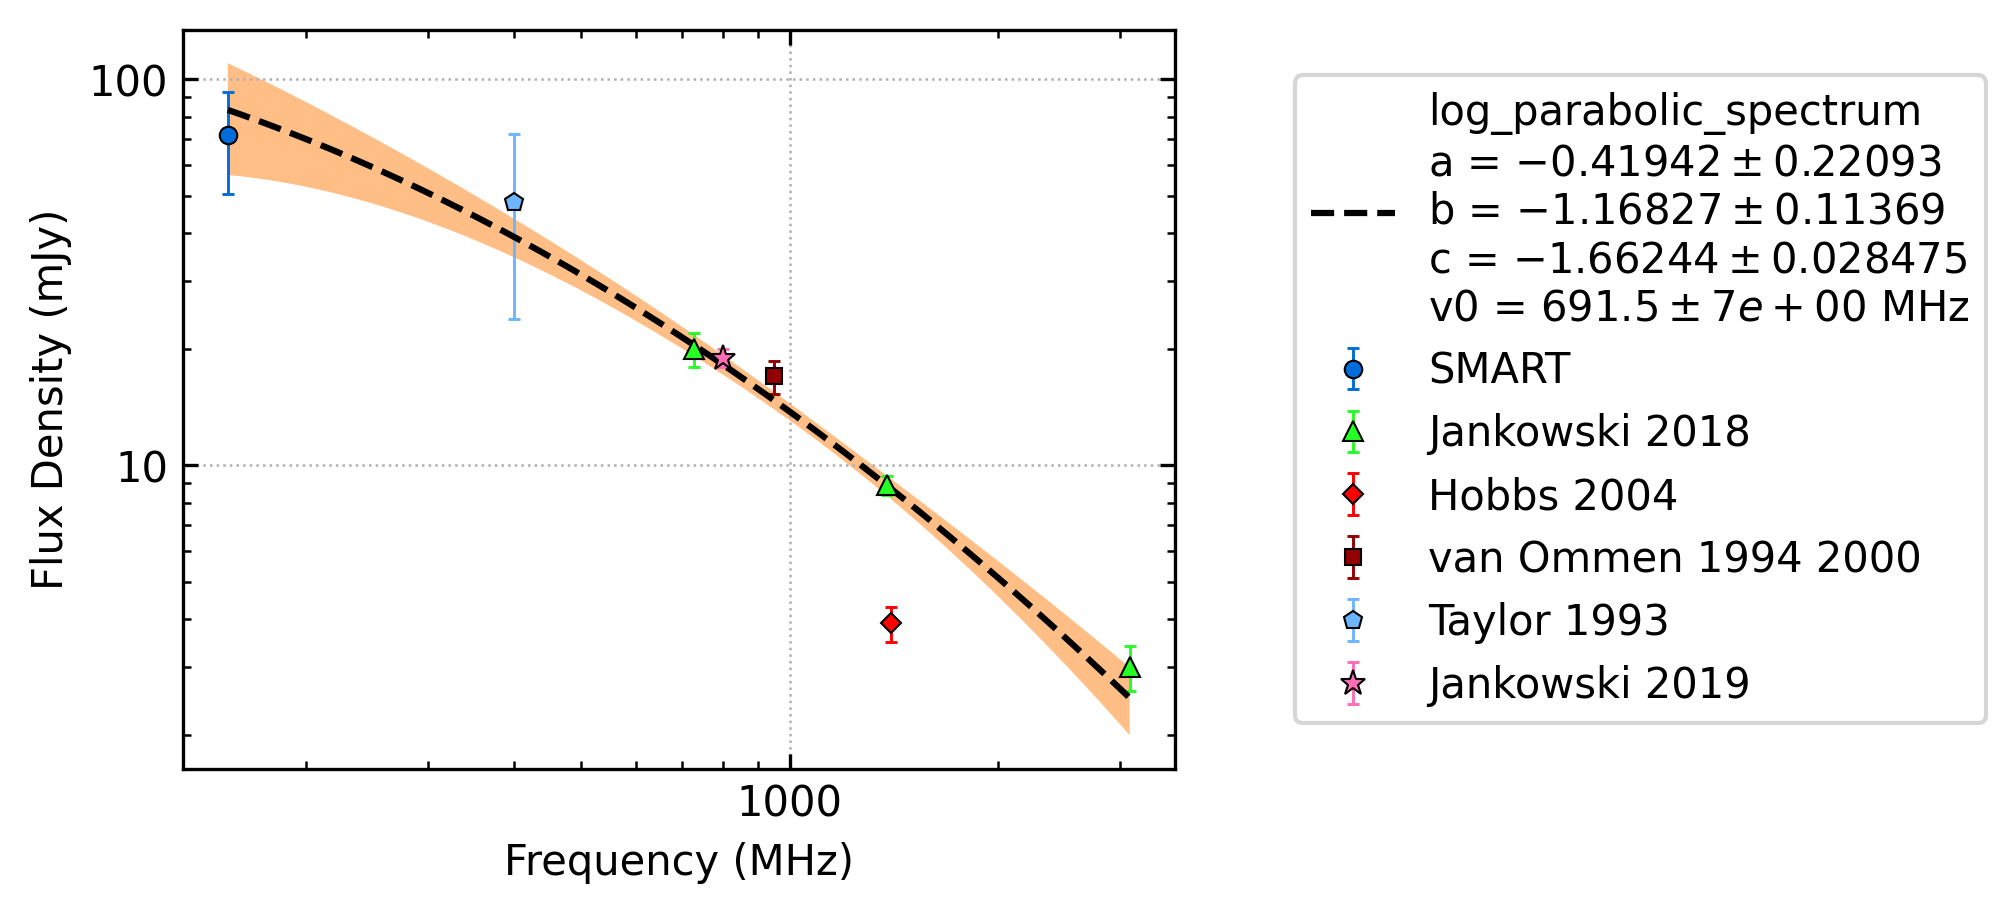 100
10
Flux Density (mJy)
1000
Frequency (MHz)
log_parabolic_spectrum
a = −0.41942 ± 0.22093
b = −1.16827 ± 0.11369
c = −1.66244 ± 0.028475
v0 = 691.5 ± 7e + 00 MHz
SMART
Jankowski 2018
Hobbs 2004
van Ommen 1994 2000
Taylor 1993
Jankowski 2019